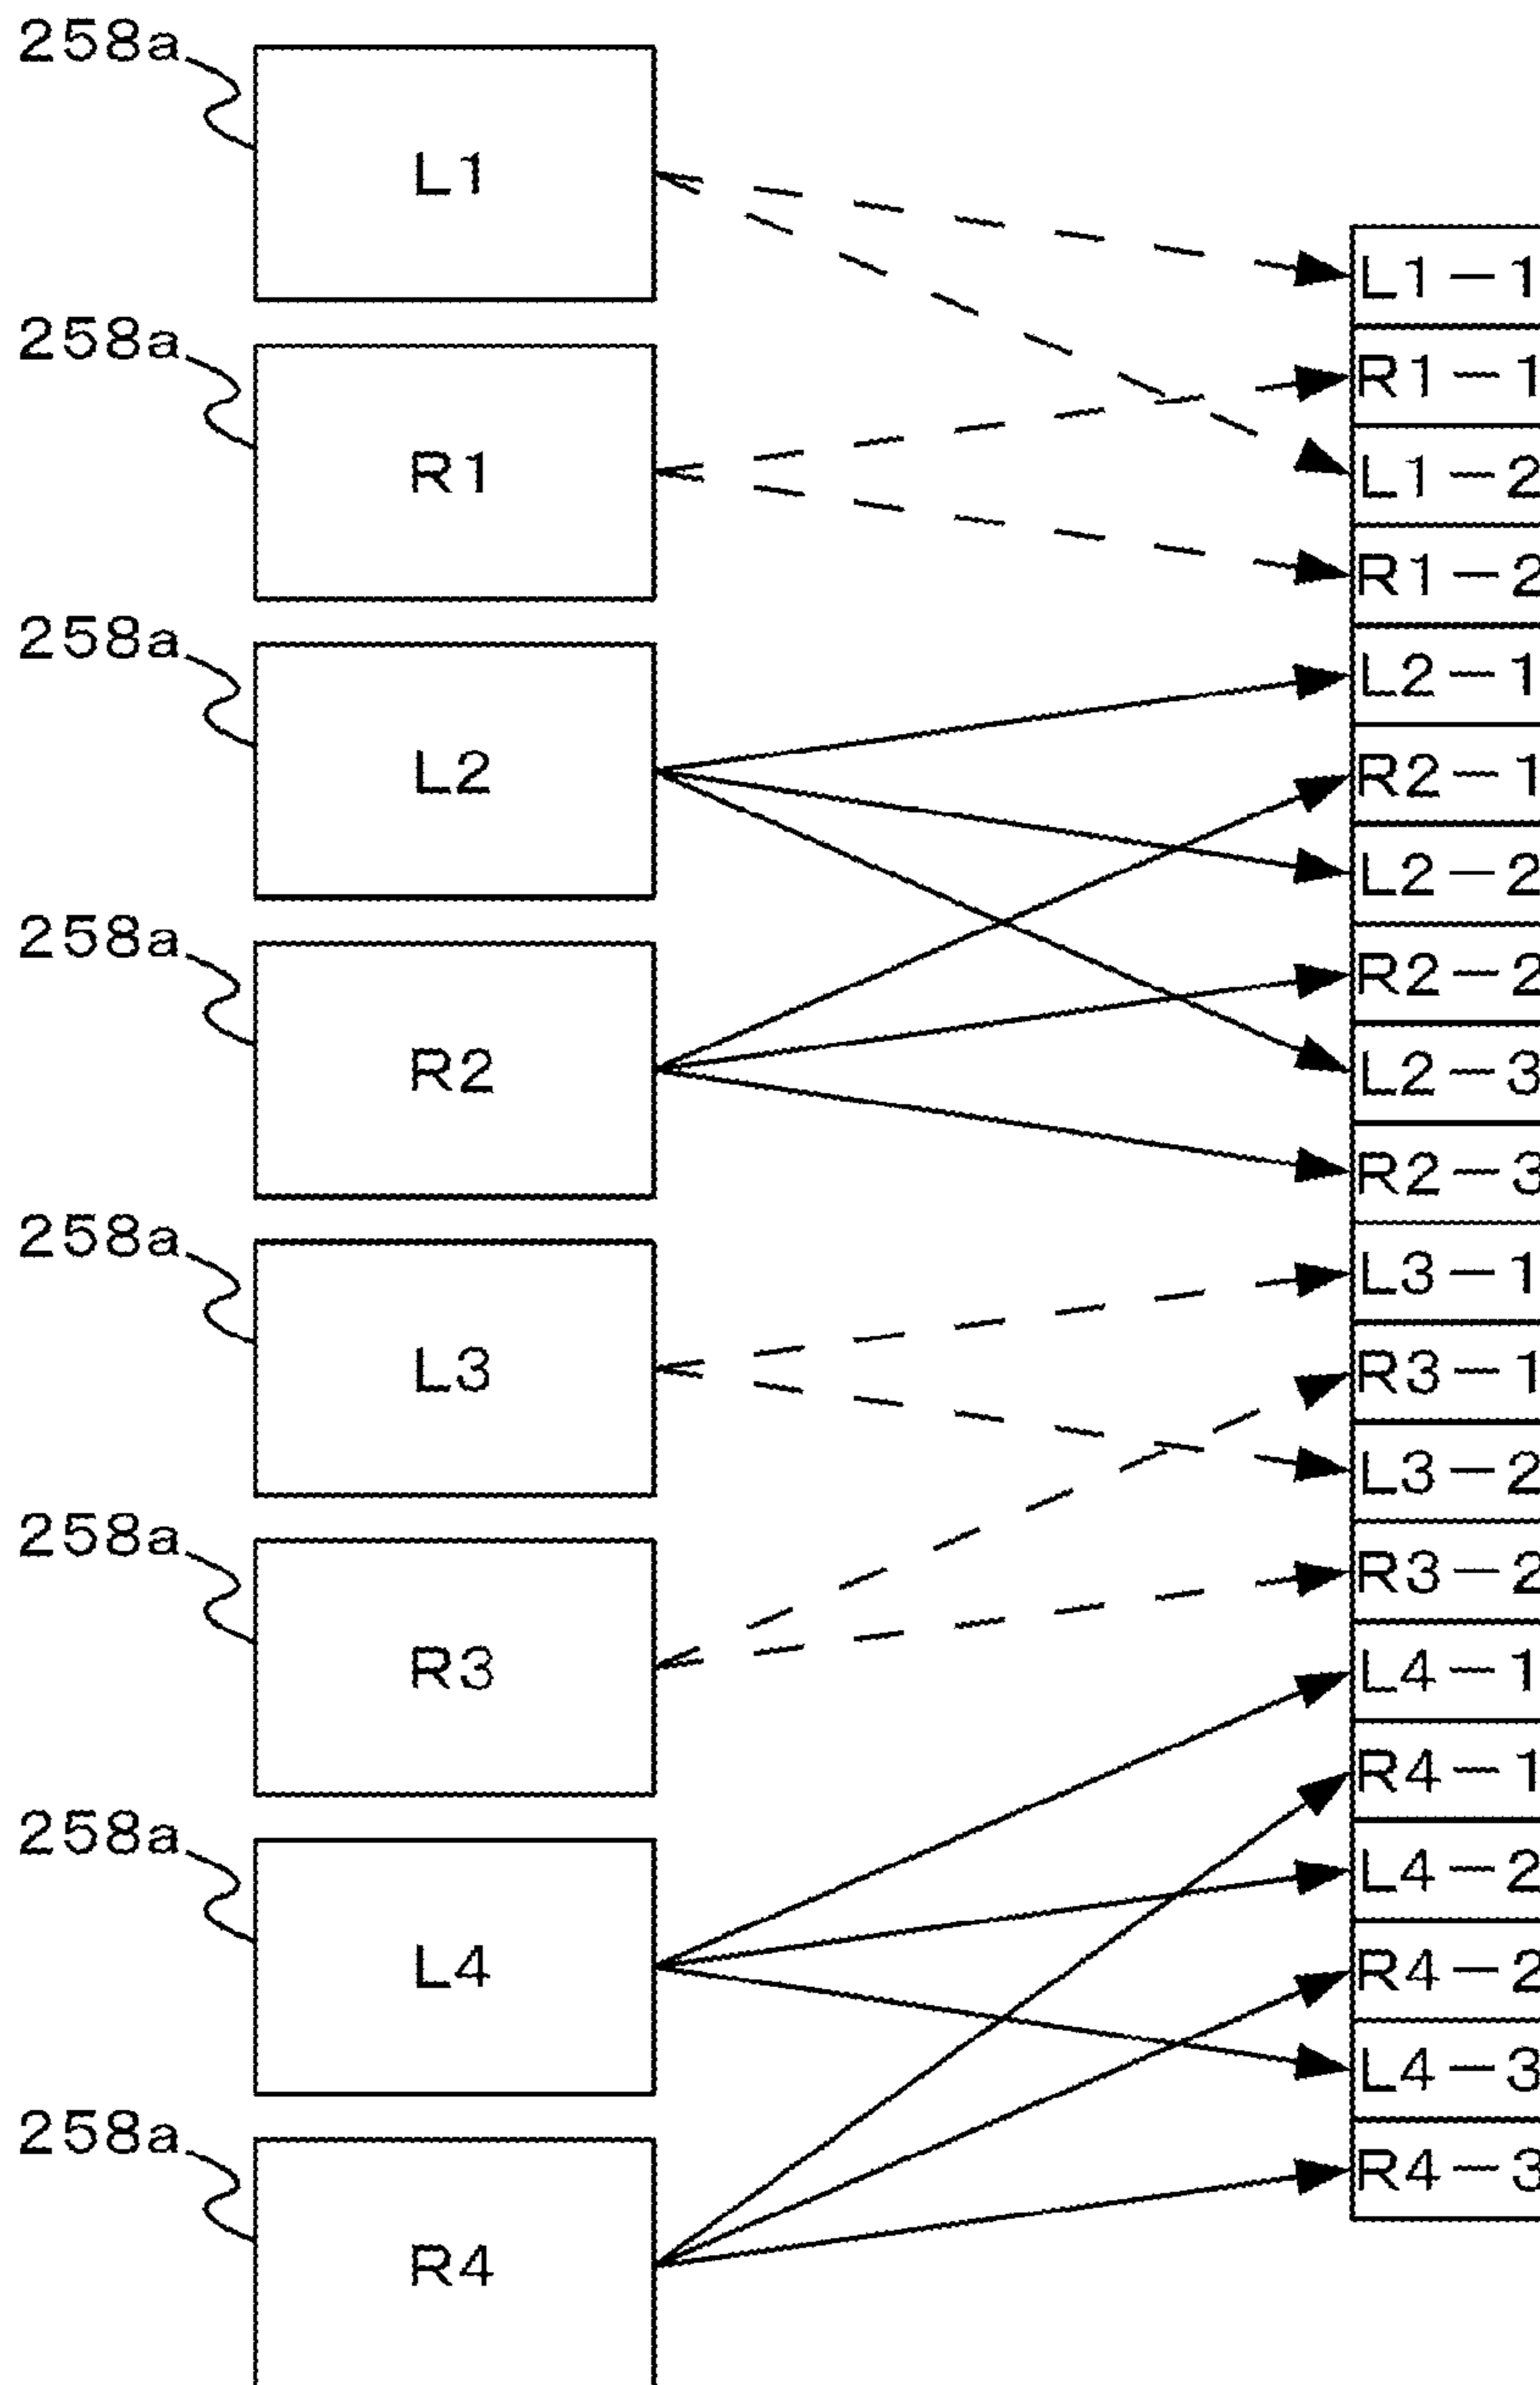 258a
L1
258a
R1
258a
L2
258a
R2
258a
L3
258a
R3
258a
L4
258a
R4
L1-1
R1-1
L1-2
R1-2
L2-1
R2-1
L2-2
R2-2
L2-3
R2-3
L3-1
R3-1
L3-2
R3-2
L4-1
R4-1
L4-2
R4-2
L4-3
R4-3